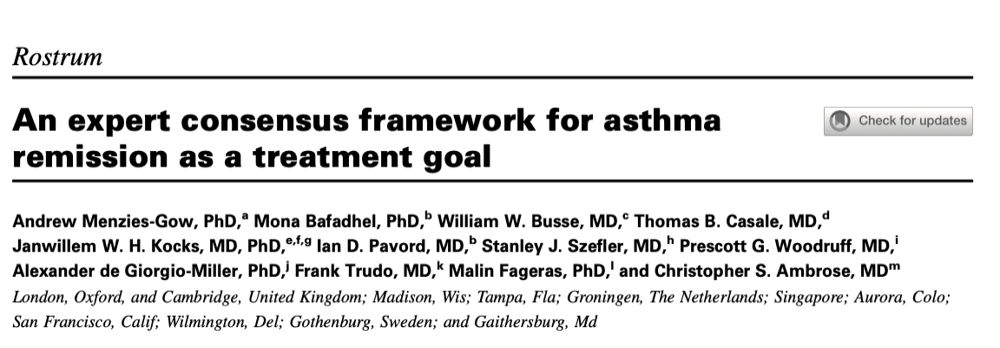 Rostrum
An expert consensus framework for asthma
remission as a treatment goal
Check for updates
Andrew Menzies-Gow, PhD,a Mona Bafadhel, PhD,b William W. Busse, MD,c Thomas B. Casale, MD,d
Janwillem W. H. Kocks, MD, PhD,e,f,g Ian D. Pavord, MD,b Stanley J. Szefler, MD,h Prescott G. Woodruff, MD,i
Alexander de Giorgio-Miller, PhD,j Frank Trudo, MD,k Malin Fageras, PhD,l and Christopher S. Ambrose, MDm
London, Oxford, and Cambridge, United Kingdom; Madison, Wis; Tampa, Fla; Groningen, The Netherlands; Singapore; Aurora, Colo;
San Francisco, Calif; Wilmington, Del; Gothenburg, Sweden; and Gaithersburg, Md